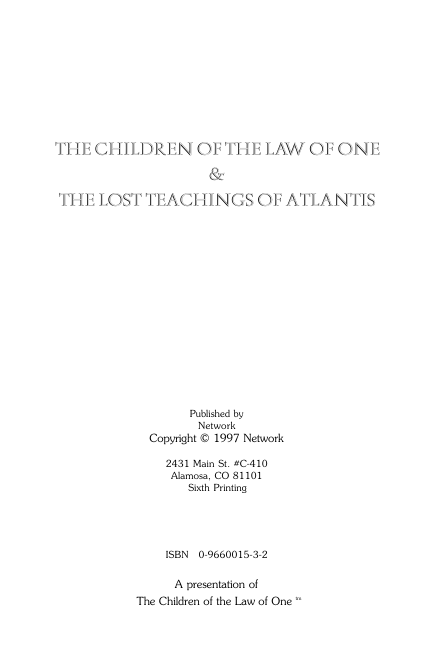 THE CHILDREN OF THE LAW OF ONE
&
THE LOST TEACHINGS OF ATLANTIS
Published by
Network
Copyright © 1997 Network
2431 Main St. #C-410
Alamosa, CO 81101
Sixth Printing
ISBN 0-9660015-3-2
A presentation of
The Children of the Law of One ™